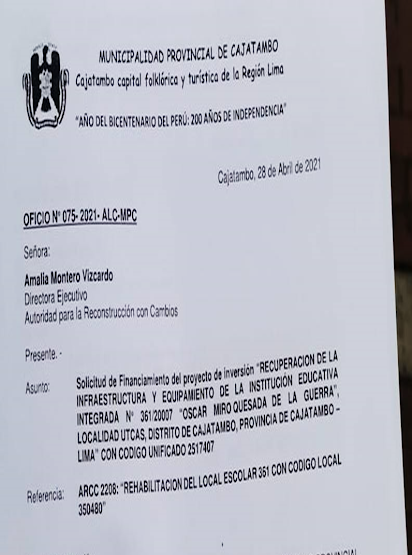 MUNICIPALIDAD PROVINCIAL DE CAJATAMBO
Cajatambo capital folklórica y turística de la Región Lima
"AÑO DEL BICENTENARIO DEL PERÚ: 200 AÑOS DE INDEPENDENCIA"
Cajatambo, 28 de Abril de 2021
OFICIO N° 075- 2021- ALC-MPC
Señora:
Amalia Montero Vizcardo
Directora Ejecutivo
Autoridad para la Reconstrucción con Cambios
Presente. -
Asunto: Solicitud de Financiamiento del proyecto de inversión "RECUPERACION DE LA
INFRAESTRUCTURA Y EQUIPAMIENTO DE LA INSTITUCIÓN EDUCATIVA
INTEGRADA N° 361/20007 "OSCAR MIRO QUESADA DE LA GUERRA",
LOCALIDAD UTCAS, DISTRITO DE CAJATAMBO, PROVINCIA DE CAJATAMBO –
LIMA" CON CODIGO UNIFICADO 2517407
Referencia: ARCC 2208: "REHABILITACION DEL LOCAL ESCOLAR 361 CON CODIGO LOCAL
350480"